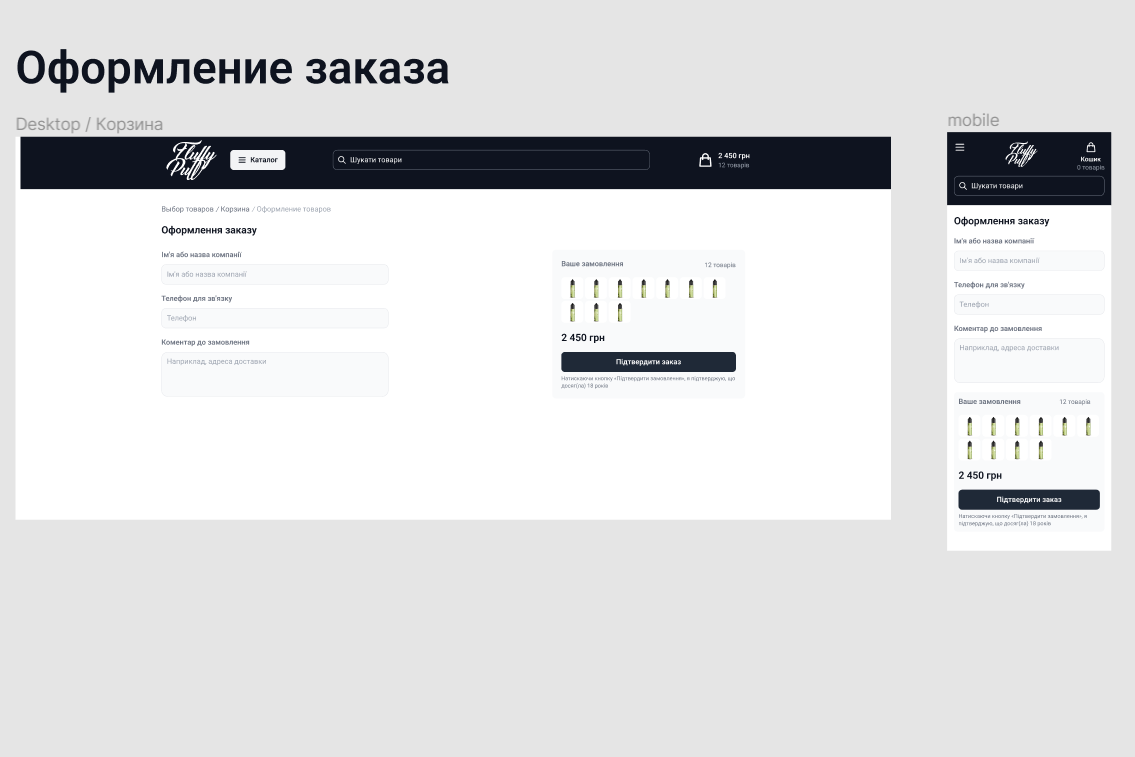 Оформление заказа
Desktop / Корзина
Fluffy
Puff
Каталог
Шукати товари
2 450 грн
12 товарів
Выбор товаров / Корзина / Оформление товаров
Оформлення заказу
Ім'я або назва компанії
Ім'я або назва компанії
Телефон для зв'язку
Телефон
Коментар до замовлення
Наприклад, адреса доставки
Ваше замовлення
12 товарів
2 450 грн
Підтвердити заказ
Натискаючи кнопку «Підтвердити замовлення», я підтверджую, що
досяг(ла) 18 років
mobile
Fluffy
Puff
Кошик
0 товарів
Шукати товари
Оформлення заказу
Ім'я або назва компанії
Ім'я або назва компанії
Телефон для зв'язку
Телефон
Коментар до замовлення
Наприклад, адреса доставки
Ваше замовлення
12 товарів
2 450 грн
Підтвердити заказ
Натискаючи кнопку «Підтвердити замовлення», я
підтверджую, що досяг(ла) 18 років